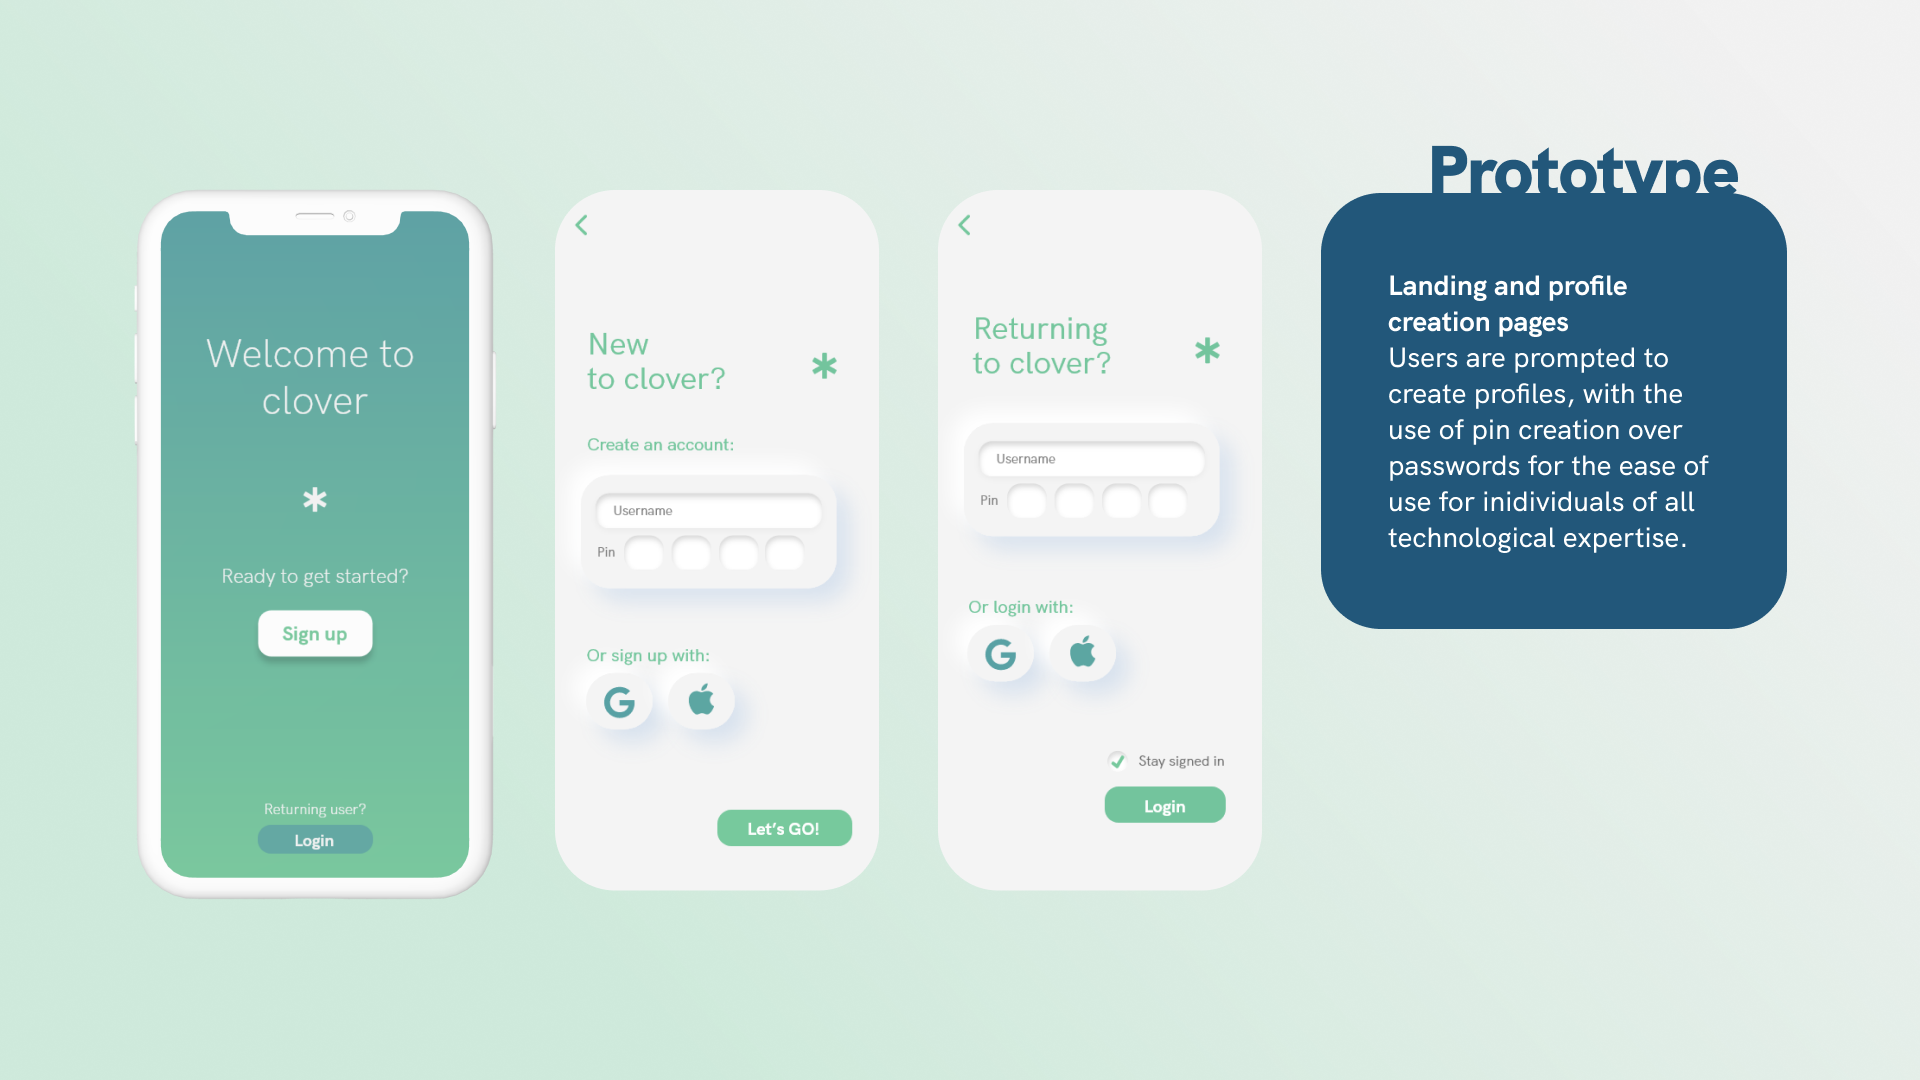 Welcome to
clover
*
Ready to get started?
Sign up
Returning user?
Login
New
to clover?
*
Create an account:
Username
Pin
Or sign up with:
G
Let's GO!
Returning
to clover?
*
Username
Pin
Or login with:
G
Stay signed in
Login
Prototype
Landing and profile
creation pages
Users are prompted to
create profiles, with the
use of pin creation over
passwords for the ease of
use for inidividuals of all
technological expertise.